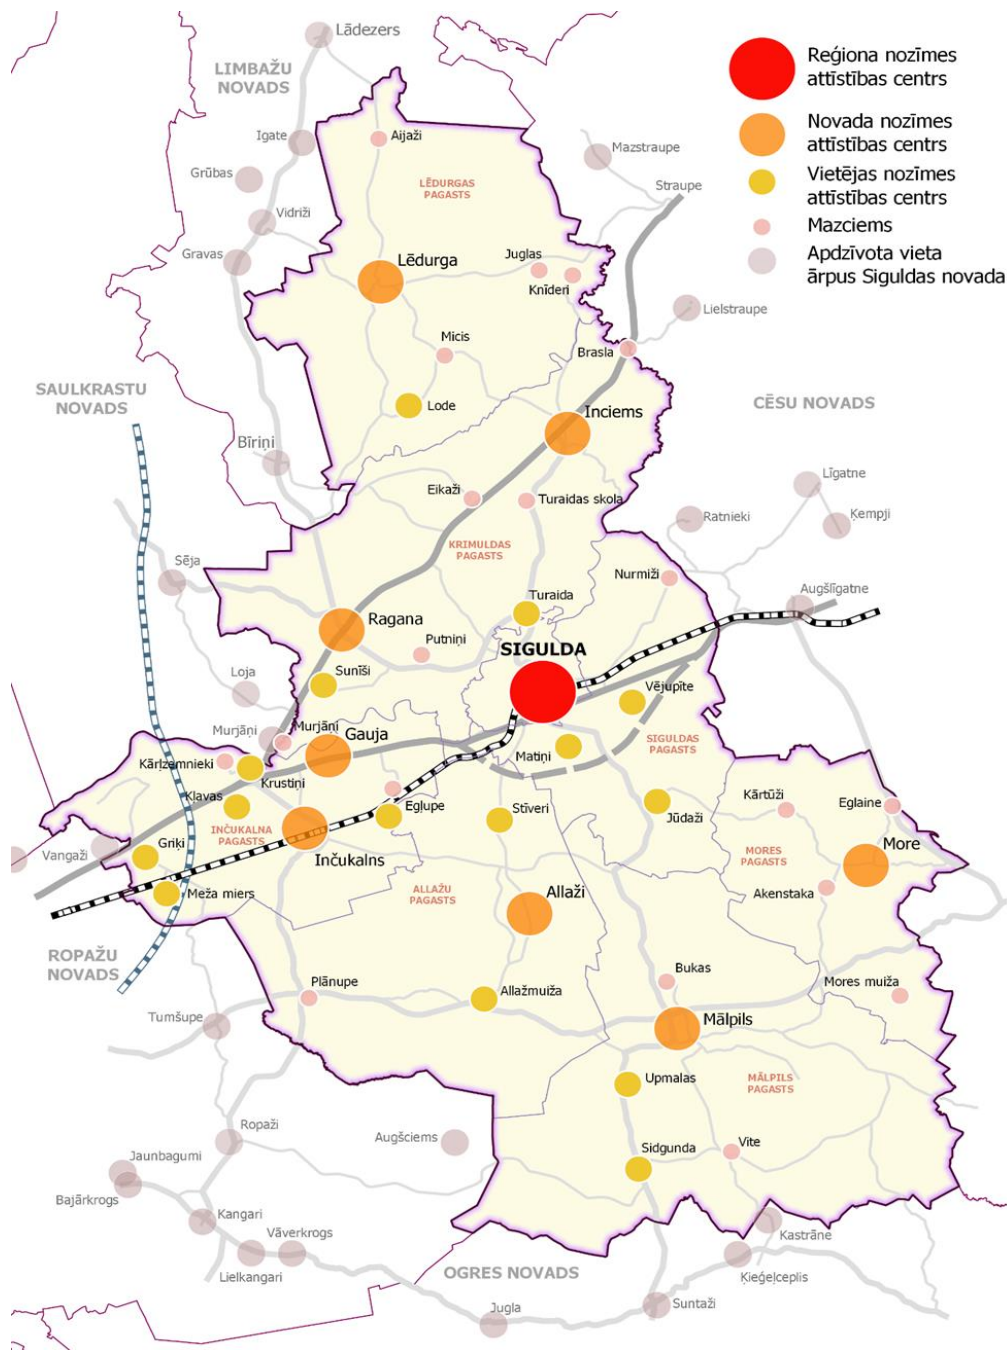 Lādezers
LIMBAŽU
NOVADS
Reģiona nozīmes
attīstības centrs
Novada nozīmes
attīstības centrs
Vietējas nozīmes
attīstības centrs
Mazciems
Apdzīvota vieta
ārpus Siguldas novada
Igate
Aijaži
Mazstraupe
Grūbas
LĒDURGAS
PAGASTS
Straupe
Vidriži
Gravas
Lēdurga
Juglas
Knīderi
Lielstraupe
Micis
Brasla
SAULKRASTU
NOVADS
Lode
Inciems
CĒSU NOVADS
Bīriņi
Līgatne
Eikaži
Turaidas skola
Ratnieki
Ķempji
KRIMULDAS
PAGASTS
Sēja
Nurmiži
Augšlīgatne
Turaida
Ragana
Putniņi
SIGULDA
Loja
Sunīši
Vējupīte
Murjāņi
Murjāņi
Gauja
SIGULDAS
PAGASTS
Kārļzemnieki
Matiņi
Krustiņi
Kļavas
Egļupe
Stīveri
Jūdaži
Kārtūži
Eglaine
INČUKALNA
PAGASTS
Vangaži
Griķi
Inčukalns
MORES
PAGASTS
More
Meža miers
ALLAŽU
PAGASTS
Allaži
Akenstaka
ROPAŽU
NOVADS
Plānupe
Allažmuiža
Bukas
Mores muiža
Tumšupe
Mālpils
Upmalas
MĀLPILS
PAGASTS
Ropaži
Augšciems
Jaunbagumi
Sidgunda
Vite
Bajārkrogs
Kangari
Vāverkrogs
Kastrāne
Lielkangari
OGRES NOVADS
Ķieģeļceplis
Jugla
Suntaži